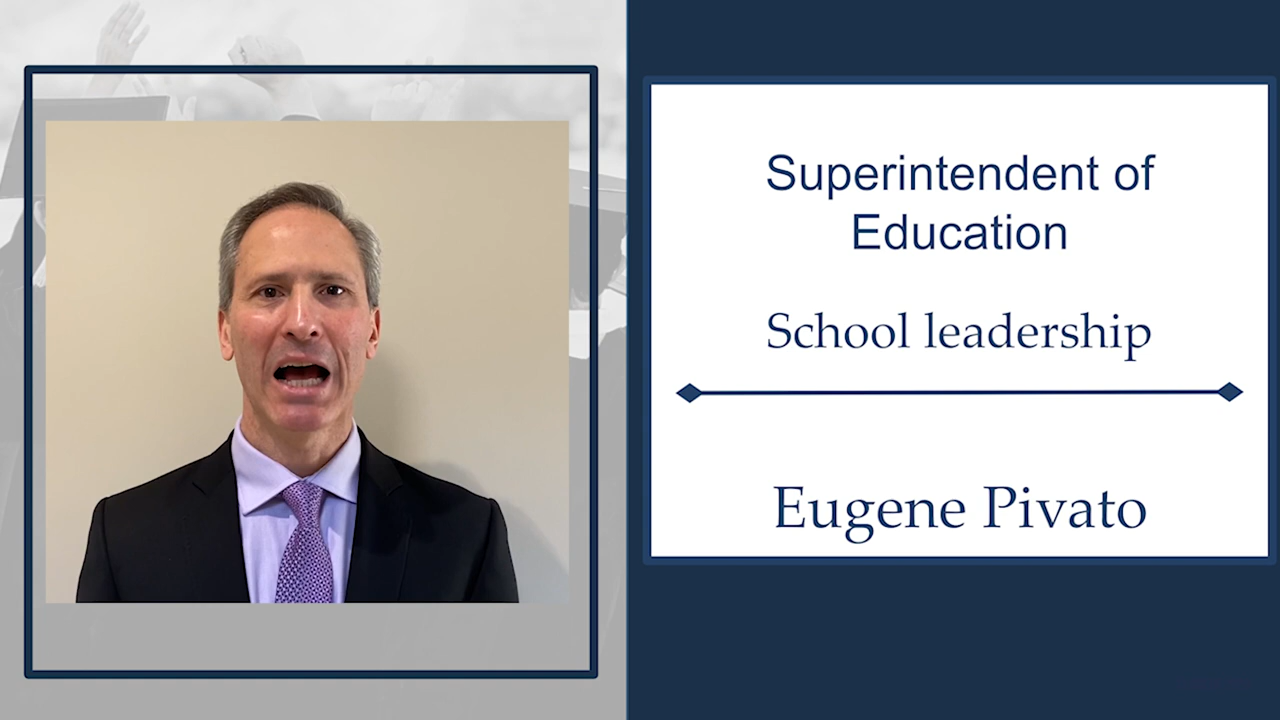 Superintendent of
Education
School leadership
Eugene Pivato